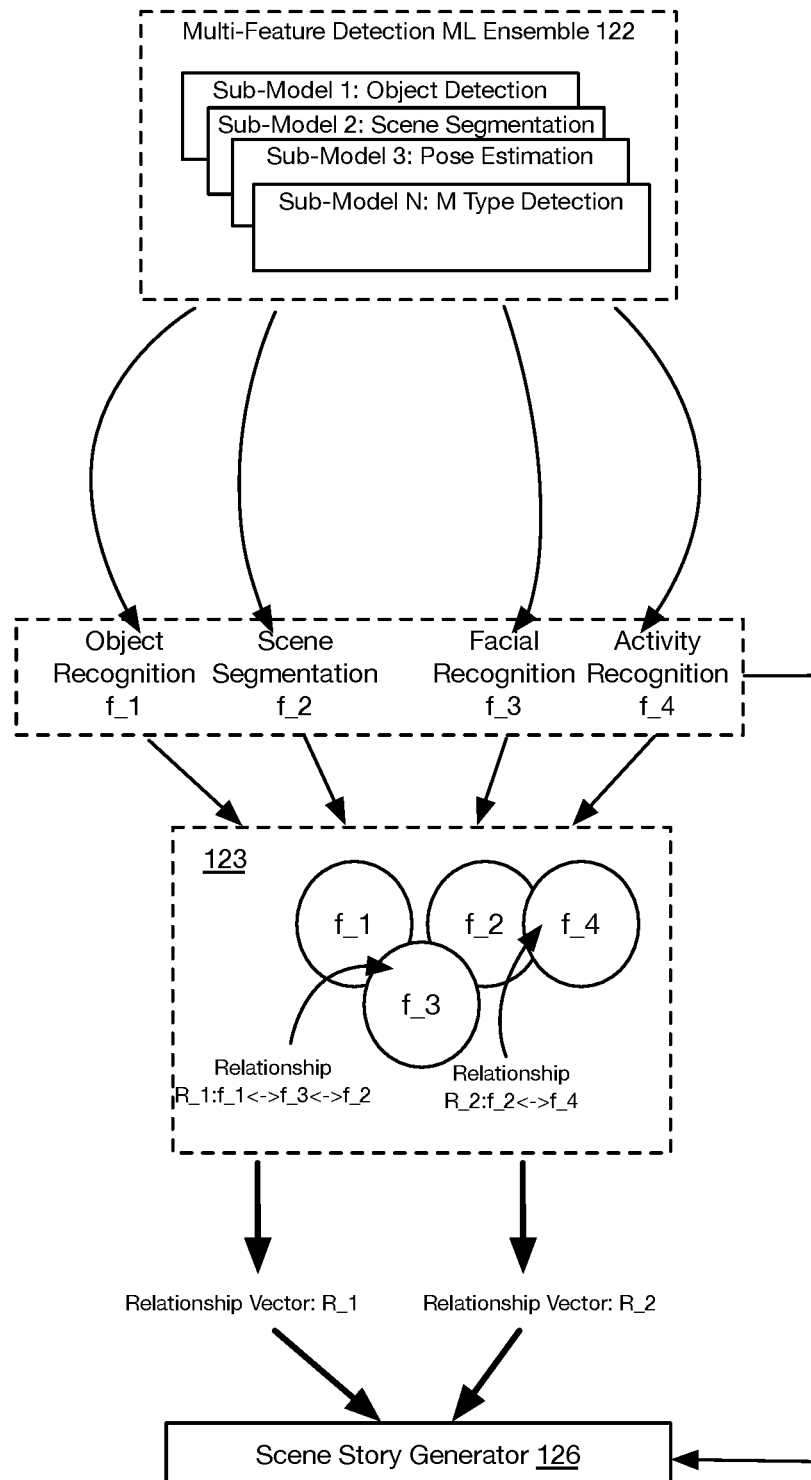 Multi-Feature Detection ML Ensemble 122
Sub-Model 1: Object Detection
Sub-Model 2: Scene Segmentation
Sub-Model 3: Pose Estimation
Sub-Model N: M Type Detection
Object
Recognition
f_1
Scene
Segmentation
f_2
Facial
Recognition
f_3
Activity
Recognition
f_4
123
f_1
f_2
f_4
f_3
Relationship
R_1:f_1<->f_3<->f_2
Relationship
R_2:f_2<->f_4
Relationship Vector: R_1
Relationship Vector: R_2
Scene Story Generator 126